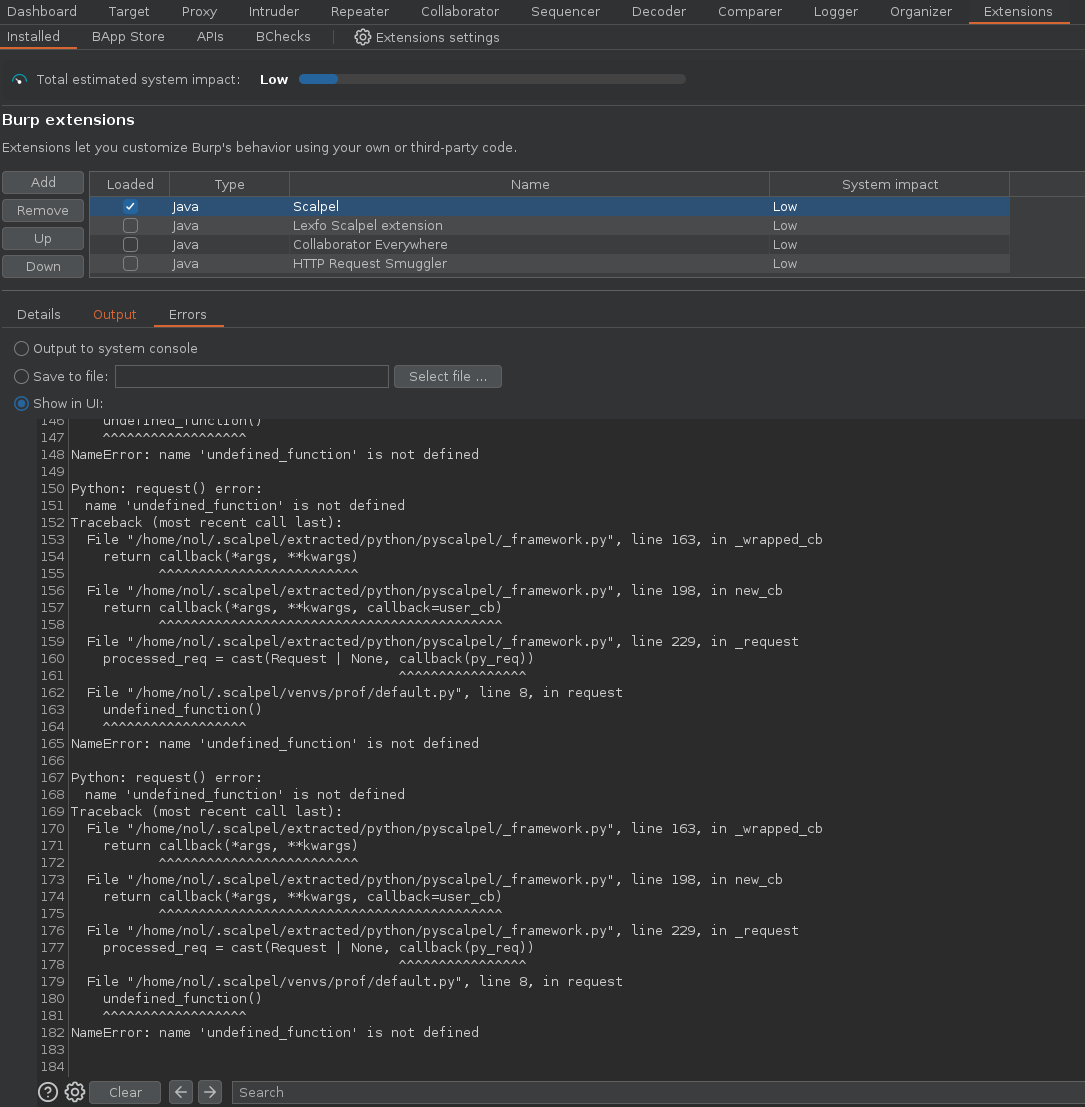 Dashboard Target Proxy Intruder Repeater Collaborator Sequencer Decoder Comparer Logger Organizer Extensions
Installed BApp Store APIs BChecks Extensions settings
Total estimated system impact: Low
Burp extensions
Extensions let you customize Burp's behavior using your own or third-party code.
Add
Remove
Up
Down
Loaded Type Name System impact
Java Scalpel Low
Java Lexfo Scalpel extension Low
Java Collaborator Everywhere Low
Java HTTP Request Smuggler Low
Details Output Errors
Output to system console
Save to file: Select file ...
Show in UI:
146     undefined_function()
147     ^^^^^^^^^^^^^^^^^^
148 NameError: name 'undefined_function' is not defined
149
150 Python: request() error:
151   name 'undefined_function' is not defined
152 Traceback (most recent call last):
153   File "/home/nol/.scalpel/extracted/python/pyscalpel/_framework.py", line 163, in _wrapped_cb
154     return callback(*args, **kwargs)
155            ^^^^^^^^^^^^^^^^^^^^^^^^^
156   File "/home/nol/.scalpel/extracted/python/pyscalpel/_framework.py", line 198, in new_cb
157     return callback(*args, **kwargs, callback=user_cb)
158            ^^^^^^^^^^^^^^^^^^^^^^^^^^^^^^^^^^^^^^^^^^^
159   File "/home/nol/.scalpel/extracted/python/pyscalpel/_framework.py", line 229, in _request
160     processed_req = cast(Request | None, callback(py_req))
161                                          ^^^^^^^^^^^^^^^^
162   File "/home/nol/.scalpel/venvs/prof/default.py", line 8, in request
163     undefined_function()
164     ^^^^^^^^^^^^^^^^^^
165 NameError: name 'undefined_function' is not defined
166
167 Python: request() error:
168   name 'undefined_function' is not defined
169 Traceback (most recent call last):
170   File "/home/nol/.scalpel/extracted/python/pyscalpel/_framework.py", line 163, in _wrapped_cb
171     return callback(*args, **kwargs)
172            ^^^^^^^^^^^^^^^^^^^^^^^^^
173   File "/home/nol/.scalpel/extracted/python/pyscalpel/_framework.py", line 198, in new_cb
174     return callback(*args, **kwargs, callback=user_cb)
175            ^^^^^^^^^^^^^^^^^^^^^^^^^^^^^^^^^^^^^^^^^^^
176   File "/home/nol/.scalpel/extracted/python/pyscalpel/_framework.py", line 229, in _request
177     processed_req = cast(Request | None, callback(py_req))
178                                          ^^^^^^^^^^^^^^^^
179   File "/home/nol/.scalpel/venvs/prof/default.py", line 8, in request
180     undefined_function()
181     ^^^^^^^^^^^^^^^^^^
182 NameError: name 'undefined_function' is not defined
183
184
? Clear Search